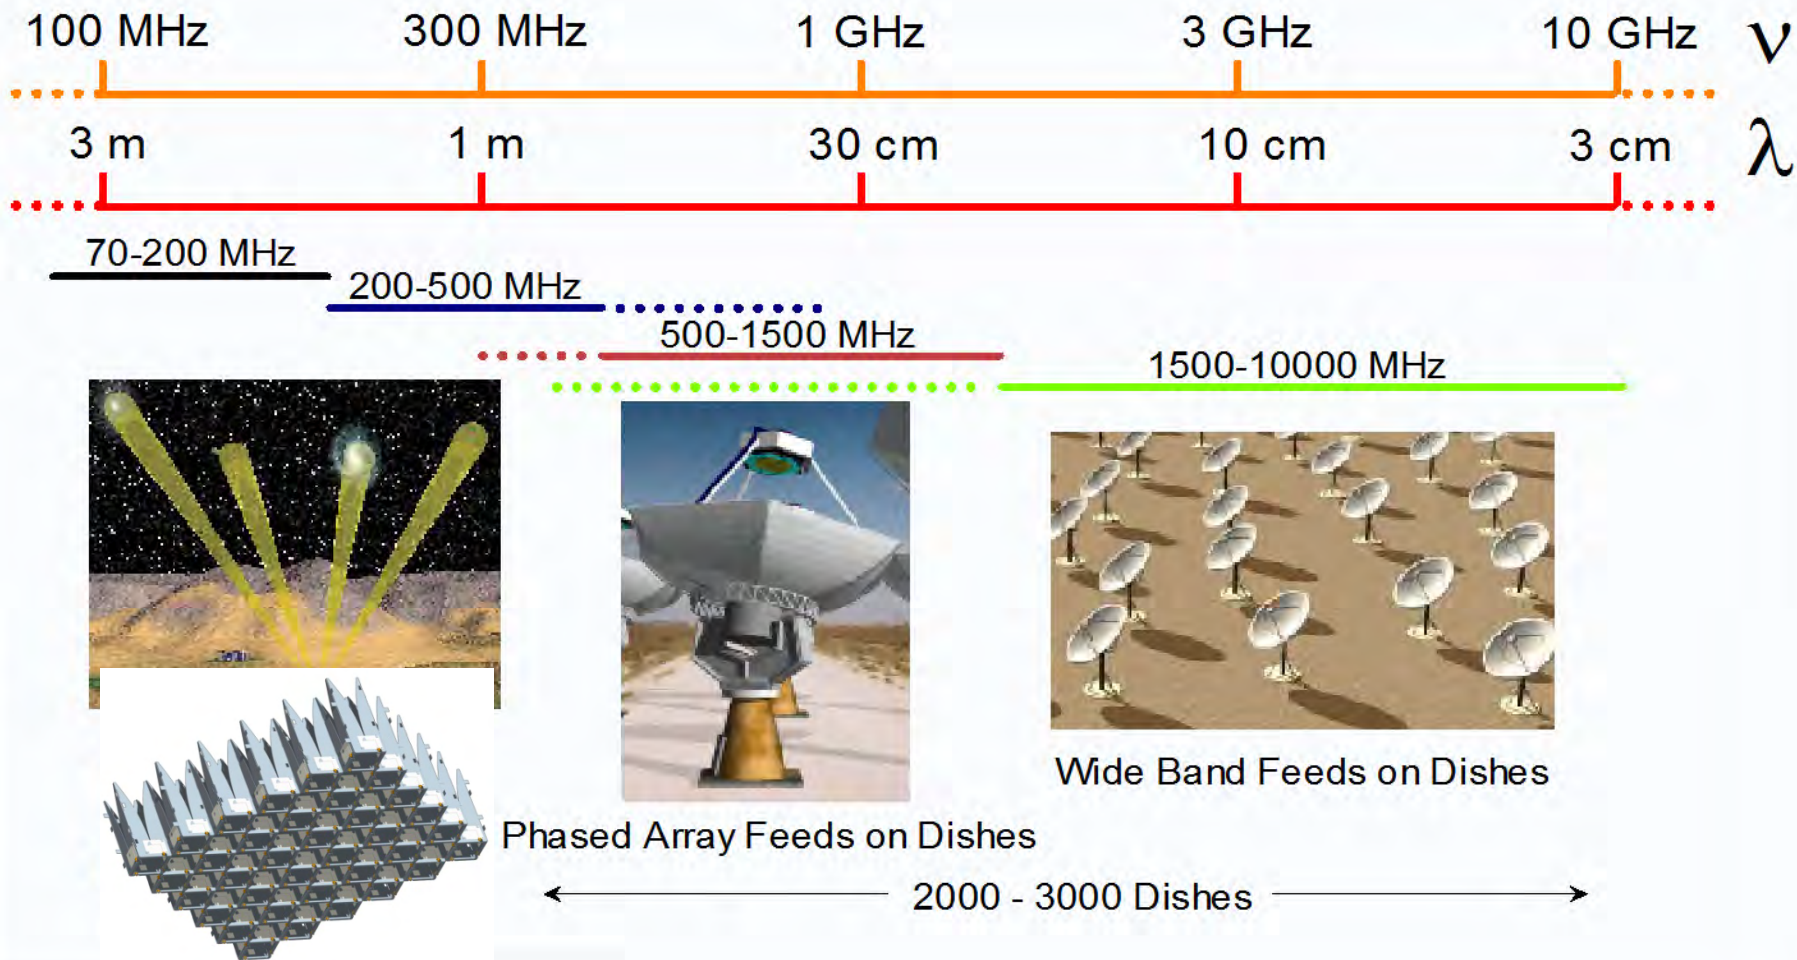 100 MHz 300 MHz 1 GHz 3 GHz 10 GHz ν
3 m 1 m 30 cm 10 cm 3 cm λ
70-200 MHz
200-500 MHz
500-1500 MHz
1500-10000 MHz
Wide Band Feeds on Dishes
Phased Array Feeds on Dishes
2000 - 3000 Dishes